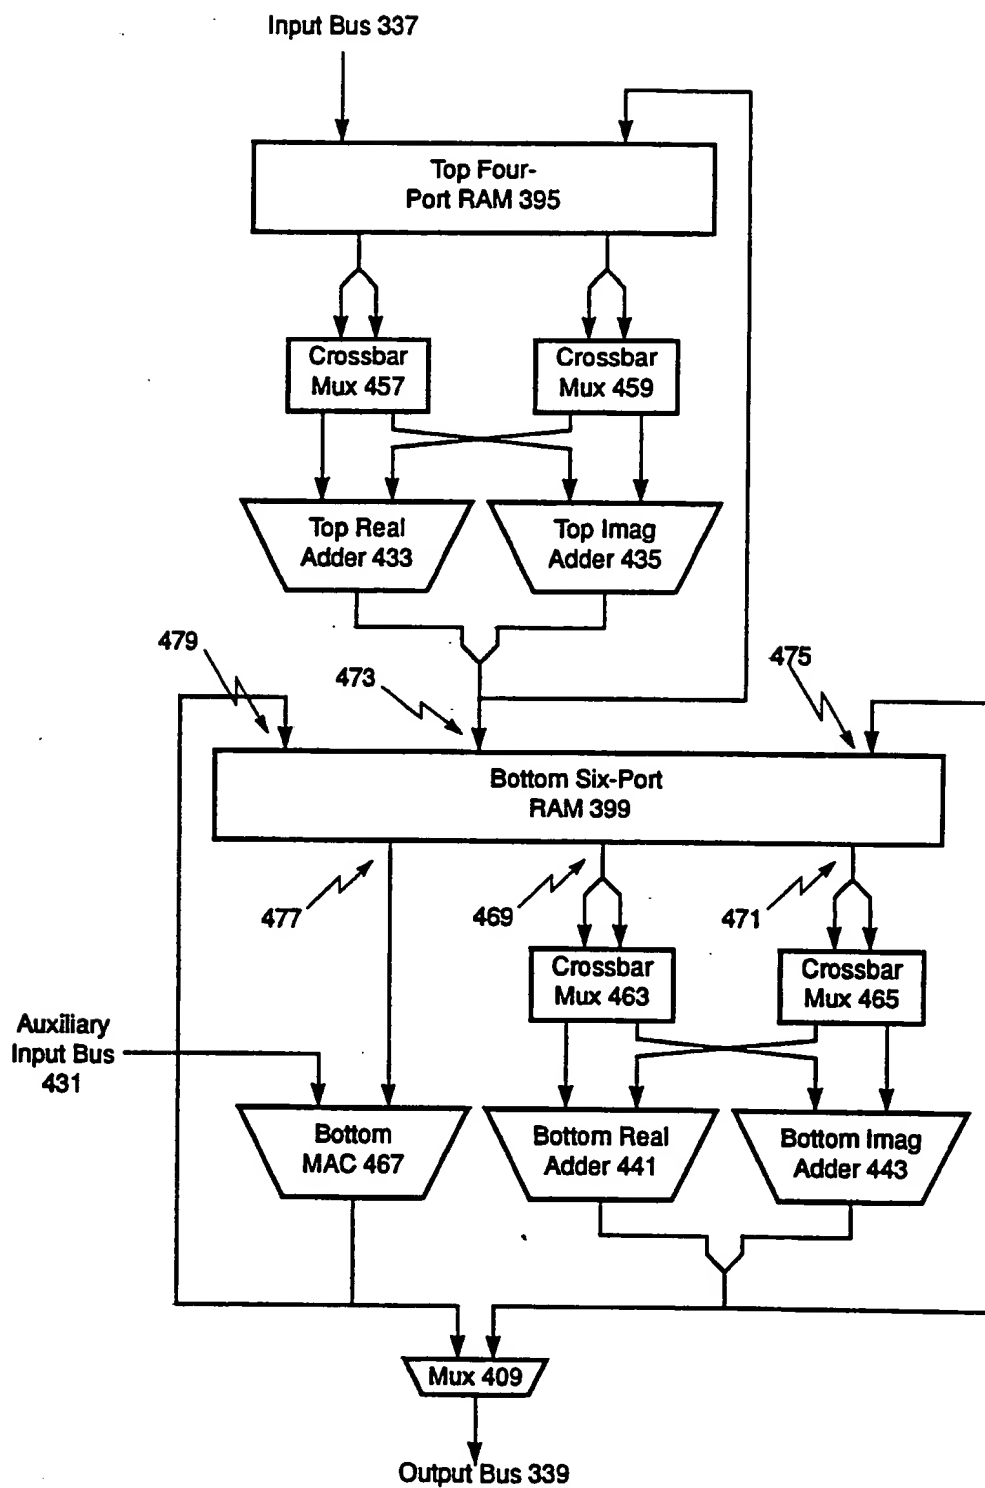 Input Bus 337
Top Four-
Port RAM 395
Crossbar
Mux 457
Crossbar
Mux 459
Top Real
Adder 433
Top Imag
Adder 435
479
473
475
Bottom Six-Port
RAM 399
477
469
471
Crossbar
Mux 463
Crossbar
Mux 465
Auxiliary
Input Bus
431
Bottom
MAC 467
Bottom Real
Adder 441
Bottom Imag
Adder 443
Mux 409
Output Bus 339